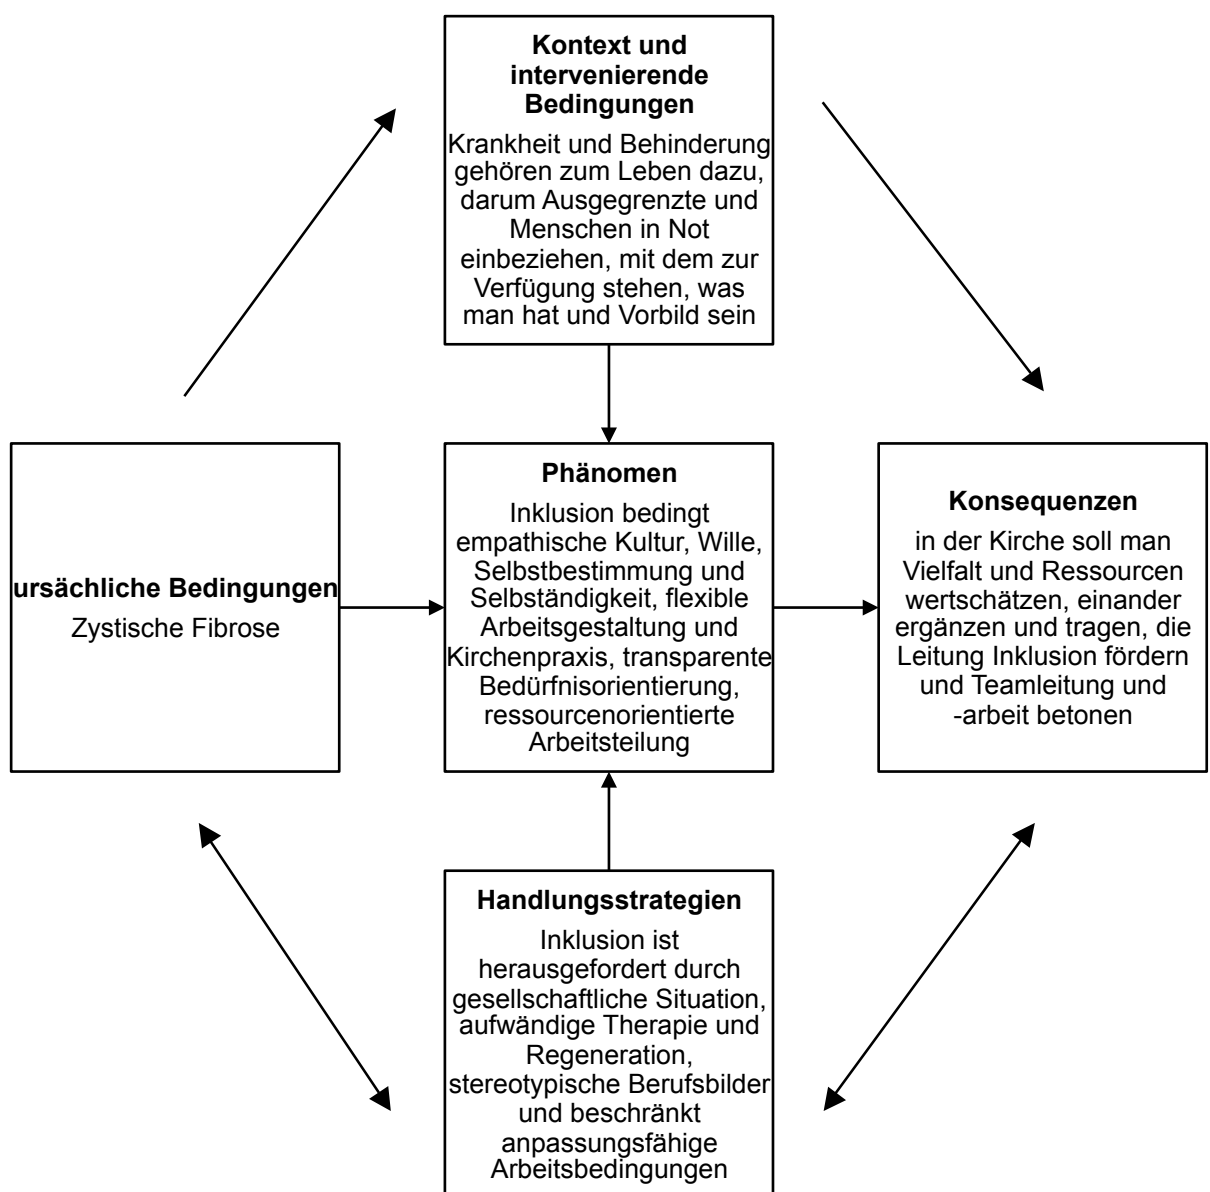 Kontext und
intervenierende
Bedingungen
Krankheit und Behinderung
gehören zum Leben dazu,
darum Ausgegrenzte und
Menschen in Not
einbeziehen, mit dem zur
Verfügung stehen, was
man hat und Vorbild sein
ursächliche Bedingungen
Zystische Fibrose
Phänomen
Inklusion bedingt
empathische Kultur, Wille,
Selbstbestimmung und
Selbständigkeit, flexible
Arbeitsgestaltung und
Kirchenpraxis, transparente
Bedürfnisorientierung,
ressourcenorientierte
Arbeitsteilung
Konsequenzen
in der Kirche soll man
Vielfalt und Ressourcen
wertschätzen, einander
ergänzen und tragen, die
Leitung Inklusion fördern
und Teamleitung und
-arbeit betonen
Handlungsstrategien
Inklusion ist
herausgefordert durch
gesellschaftliche Situation,
aufwändige Therapie und
Regeneration,
stereotypische Berufsbilder
und beschränkt
anpassungsfähige
Arbeitsbedingungen